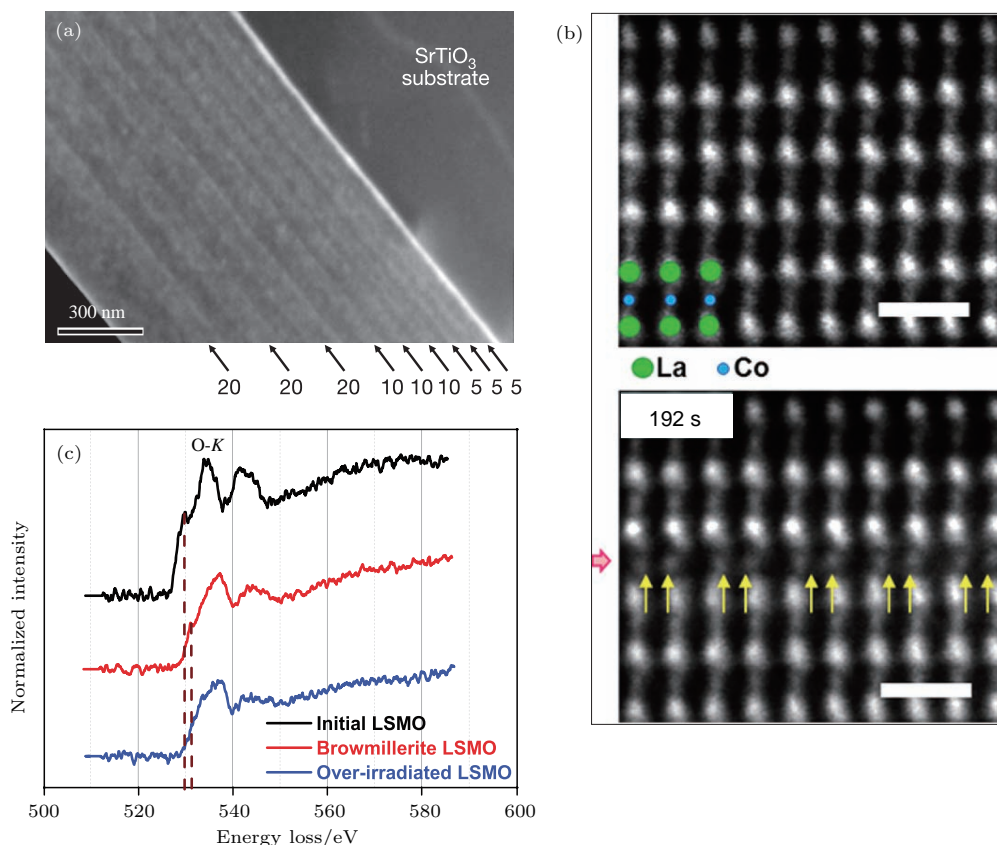 (a)
SrTiO3
substrate
300 nm
20 20 20 10 10 10 5 5 5
(b)
La Co
192 s
(c)
O-K
Normalized intensity
Initial LSMO
Browmillerite LSMO
Over-irradiated LSMO
500 520 540 560 580 600
Energy loss/eV